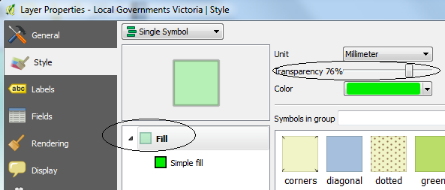 Layer Properties - Local Governments Victoria | Style
General
Style
abc Labels
Fields
Rendering
Display
Single Symbol
Fill
Simple fill
Unit Millimeter
Transparency 76%
Color
Symbols in group
corners diagonal dotted green